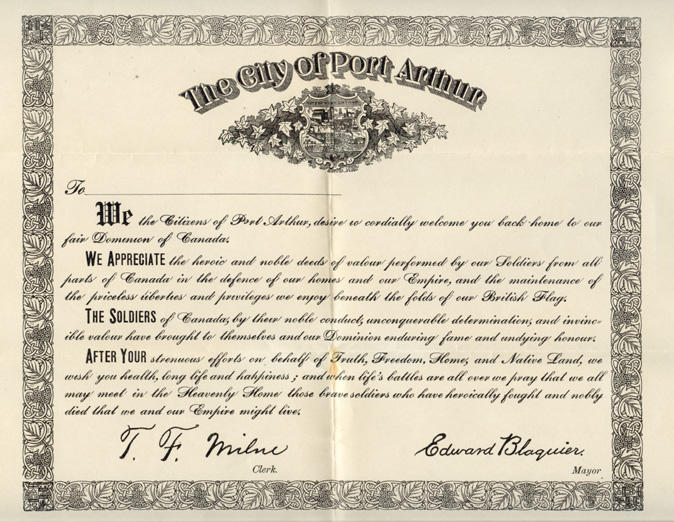 The City of Port Arthur
To
We the Citizens of Port Arthur, desire to cordially welcome you back home to our
fair Dominion of Canada.
WE APPRECIATE the heroic and noble deeds of valour performed by our Soldiers from all
parts of Canada in the defence of our homes and our Empire, and the maintenance of
the priceless liberties and privileges we enjoy beneath the folds of our British Flag.
THE SOLDIERS of Canada, by their noble conduct, unconquerable determination, and invinc-
ible valour have brought to themselves and our Dominion enduring fame and undying honour.
AFTER YOUR strenuous efforts on behalf of Truth, Freedom, Home, and Native Land, we
wish you health, long life and happiness; and when life's battles are all over we pray that we all
may meet in the Heavenly Home those brave soldiers who have heroically fought and nobly
died that we and our Empire might live.
T. F. Milne Edward Blaquier.
Clerk. Mayor